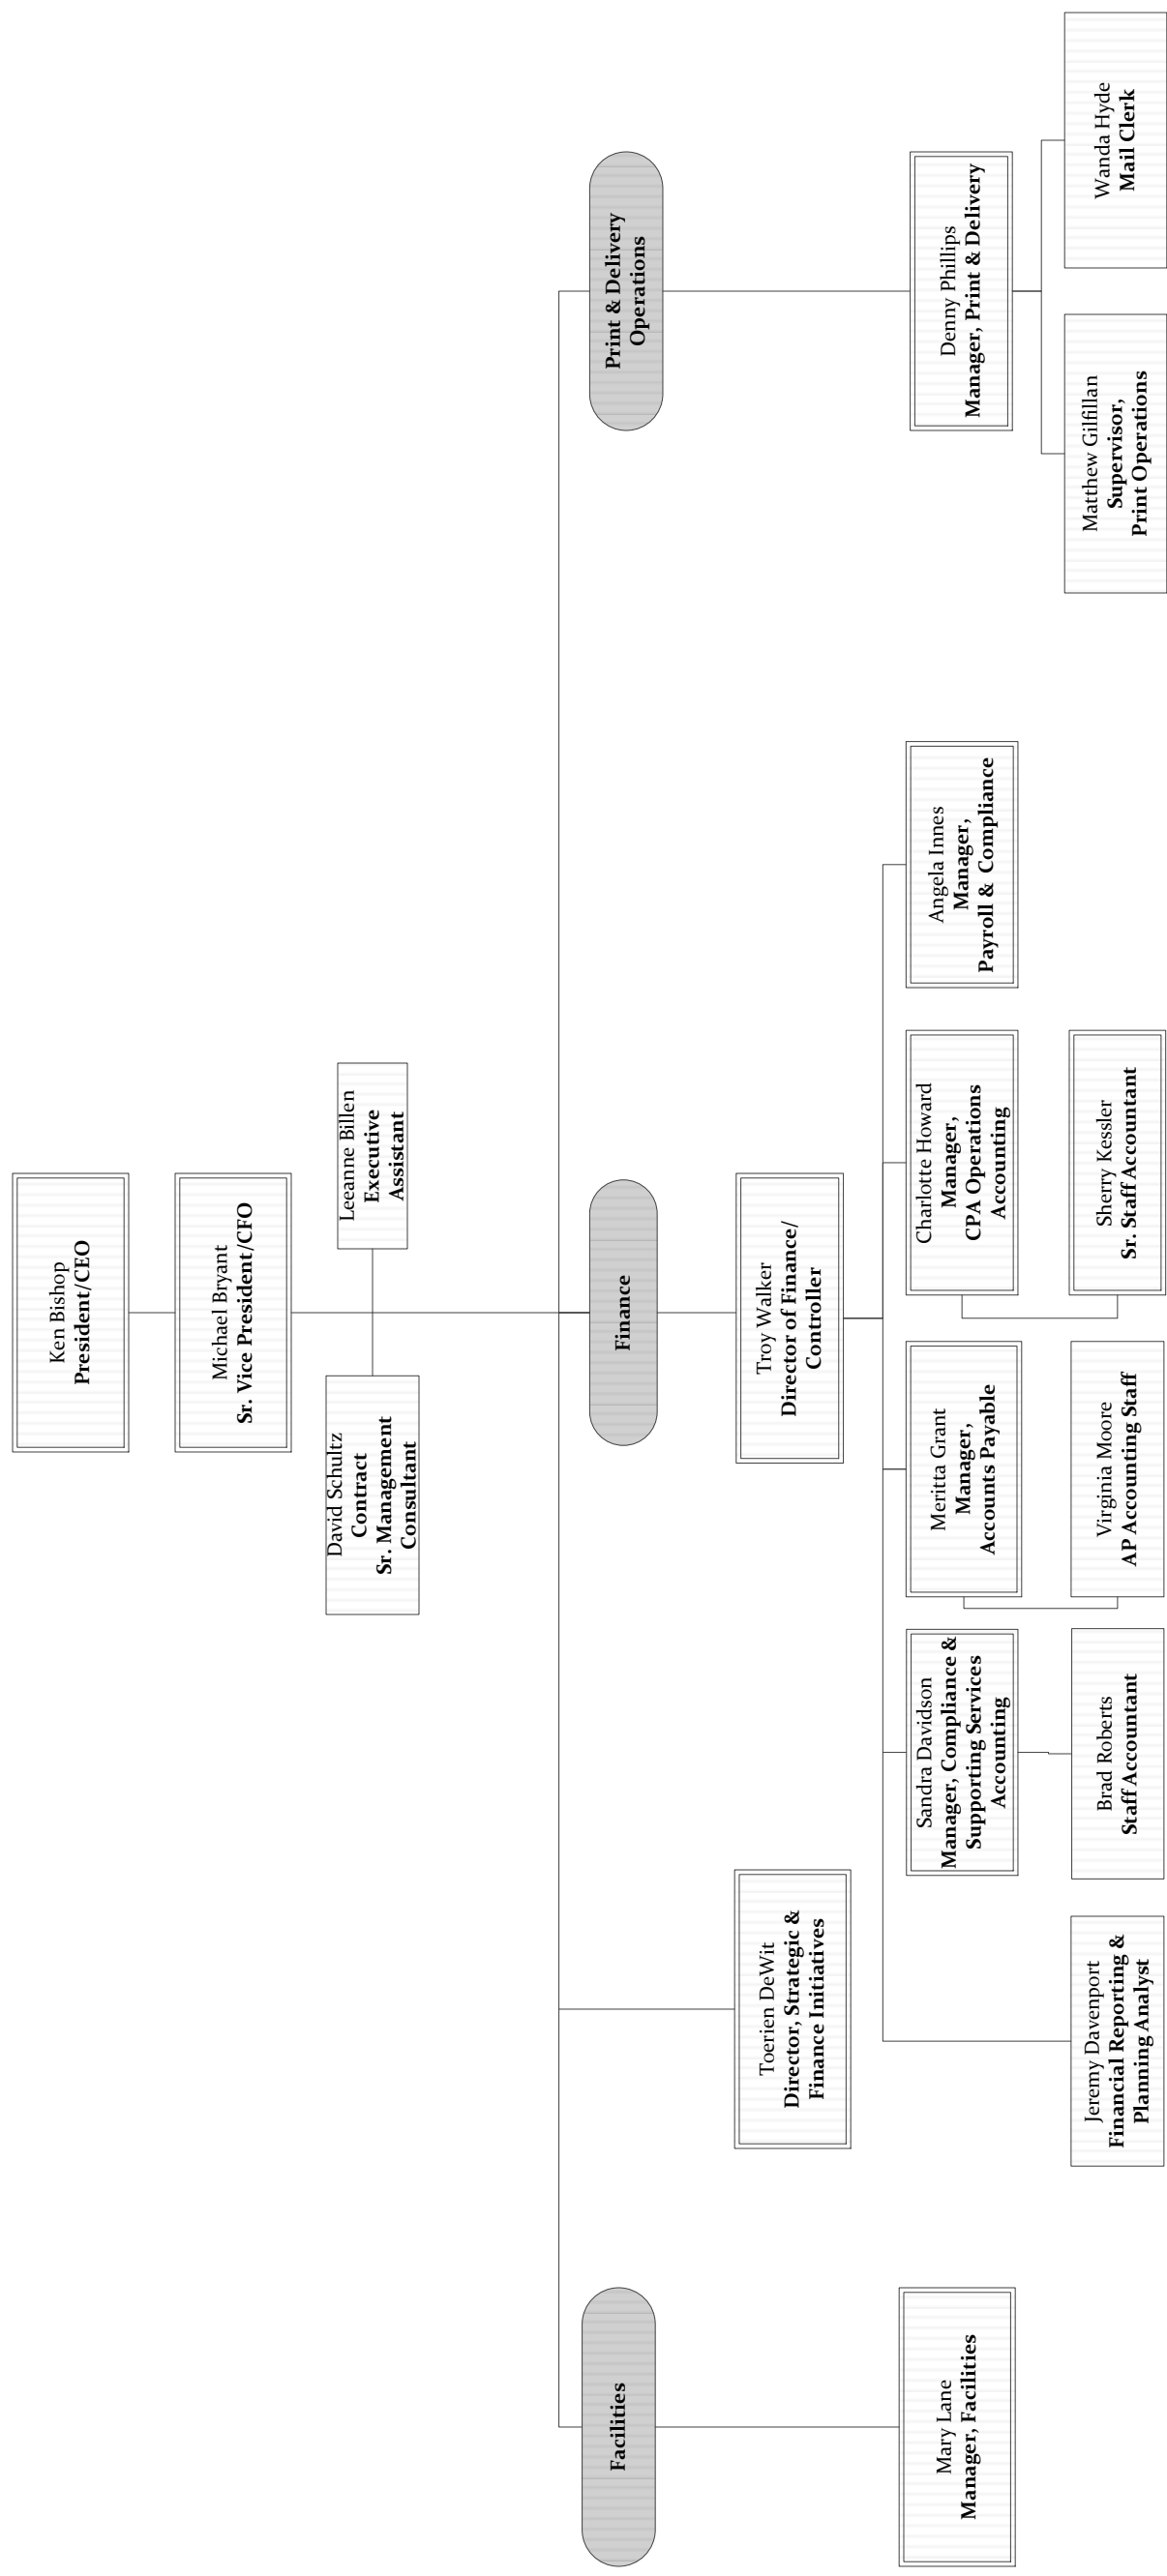 Ken Bishop
President/CEO
Michael Bryant
Sr. Vice President/CFO
David Schultz
Contract
Sr. Management
Consultant
Leeanne Billen
Executive
Assistant
Facilities
Finance
Print & Delivery
Operations
Toerien DeWit
Director, Strategic &
Finance Initiatives
Troy Walker
Director of Finance/
Controller
Mary Lane
Manager, Facilities
Sandra Davidson
Manager, Compliance &
Supporting Services
Accounting
Meritta Grant
Manager,
Accounts Payable
Charlotte Howard
Manager,
CPA Operations
Accounting
Angela Innes
Manager,
Payroll & Compliance
Denny Phillips
Manager, Print & Delivery
Jeremy Davenport
Financial Reporting &
Planning Analyst
Brad Roberts
Staff Accountant
Virginia Moore
AP Accounting Staff
Sherry Kessler
Sr. Staff Accountant
Matthew Gilfillan
Supervisor,
Print Operations
Wanda Hyde
Mail Clerk